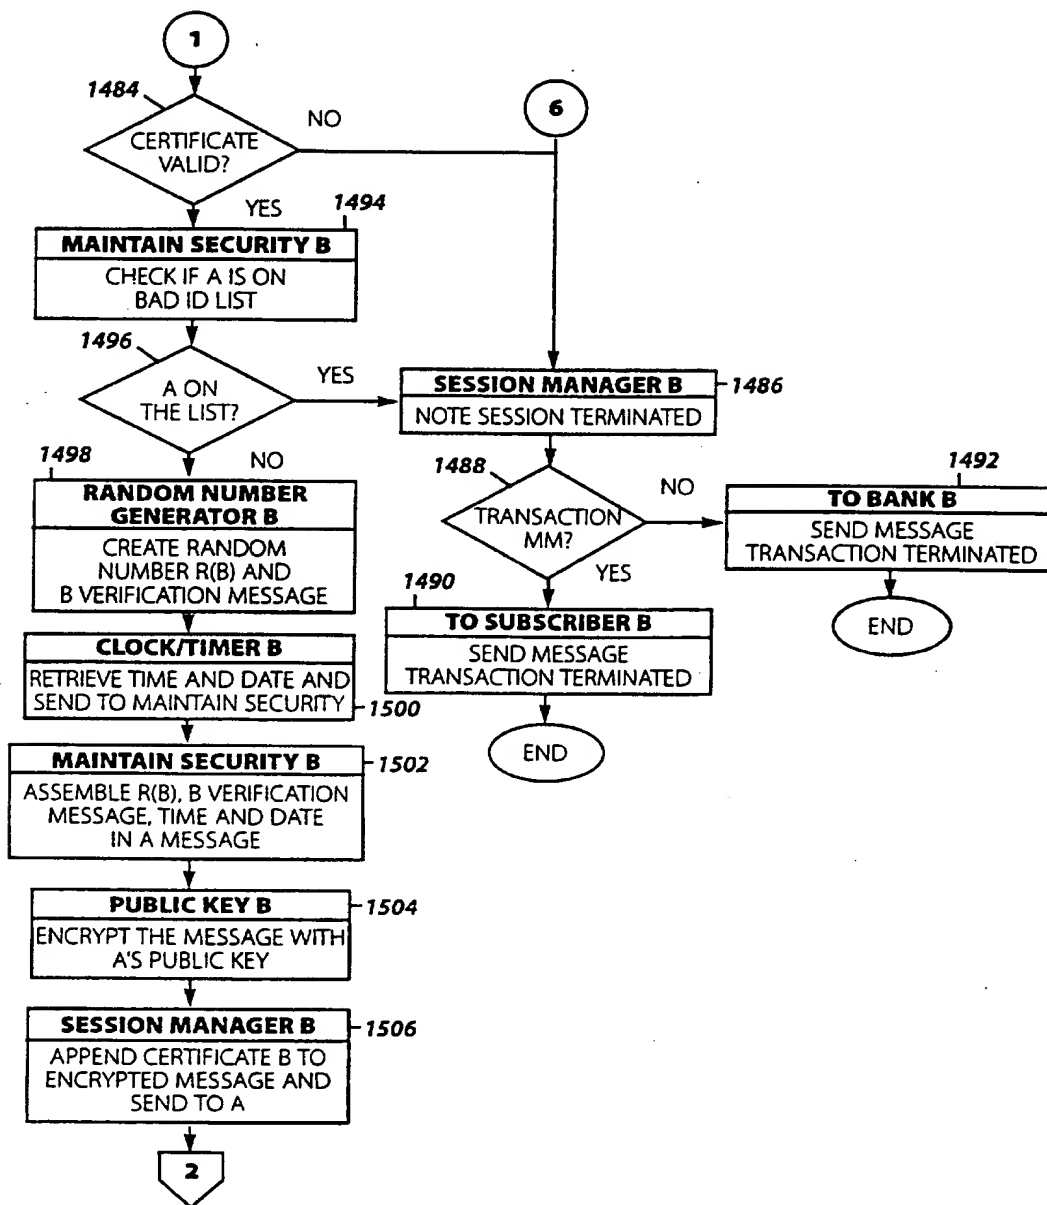 1
1484
CERTIFICATE
VALID?
NO
6
YES
1494
MAINTAIN SECURITY B
CHECK IF A IS ON
BAD ID LIST
1496
A ON
THE LIST?
YES
SESSION MANAGER B
1486
NOTE SESSION TERMINATED
NO
1498
RANDOM NUMBER
GENERATOR B
CREATE RANDOM
NUMBER R(B) AND
B VERIFICATION MESSAGE
1488
TRANSACTION
MM?
NO
1492
TO BANK B
SEND MESSAGE
TRANSACTION TERMINATED
END
YES
1490
TO SUBSCRIBER B
SEND MESSAGE
TRANSACTION TERMINATED
END
CLOCK/TIMER B
RETRIEVE TIME AND DATE AND
SEND TO MAINTAIN SECURITY
1500
MAINTAIN SECURITY B
1502
ASSEMBLE R(B), B VERIFICATION
MESSAGE, TIME AND DATE
IN A MESSAGE
PUBLIC KEY B
1504
ENCRYPT THE MESSAGE WITH
A'S PUBLIC KEY
SESSION MANAGER B
1506
APPEND CERTIFICATE B TO
ENCRYPTED MESSAGE AND
SEND TO A
2